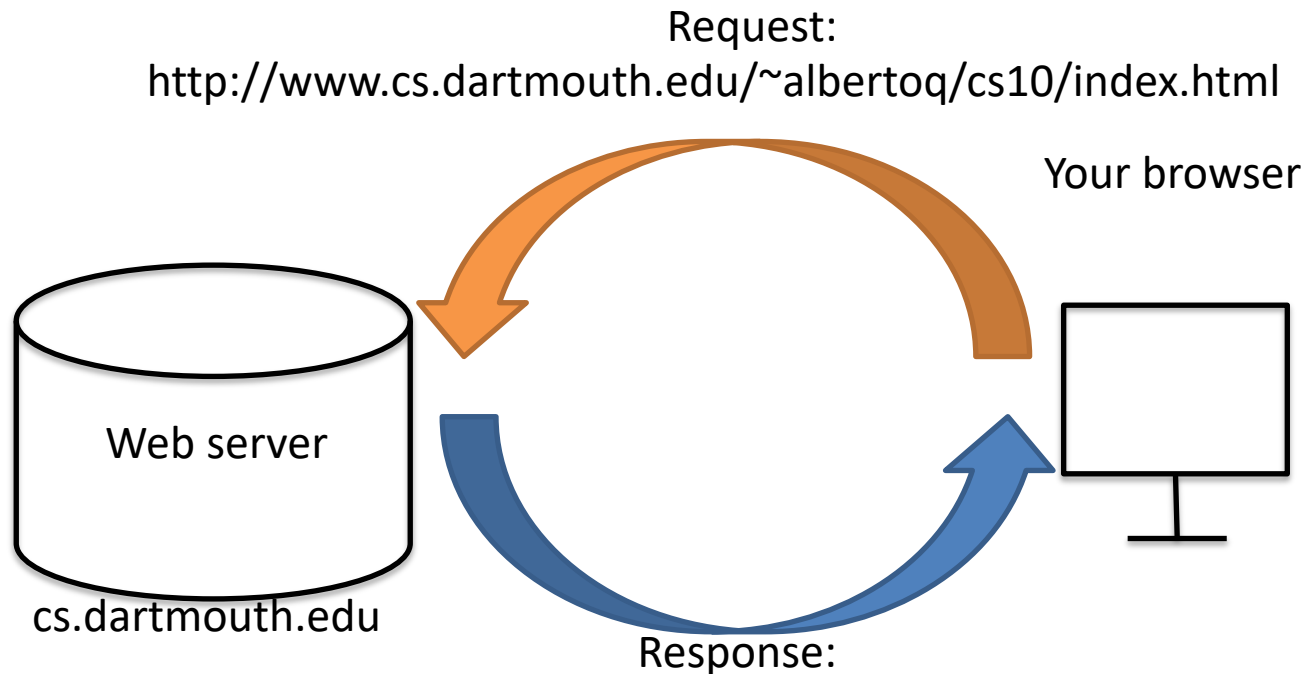 Request:
http://www.cs.dartmouth.edu/~albertoq/cs10/index.html
Your browser
Web server
cs.dartmouth.edu
Response: